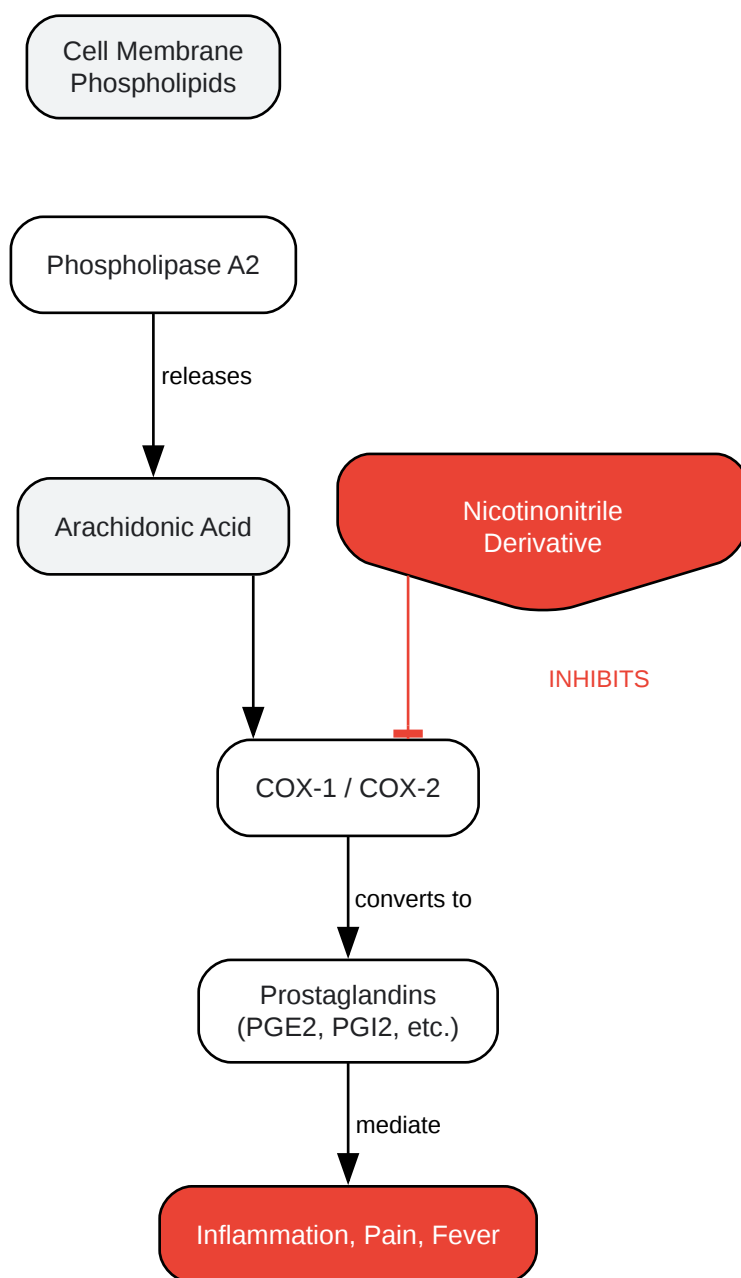 Cell Membrane
Phospholipids
Phospholipase A2
releases
Arachidonic Acid
Nicotinonitrile
Derivative
INHIBITS
COX-1 / COX-2
converts to
Prostaglandins
(PGE2, PGI2, etc.)
mediate
Inflammation, Pain, Fever